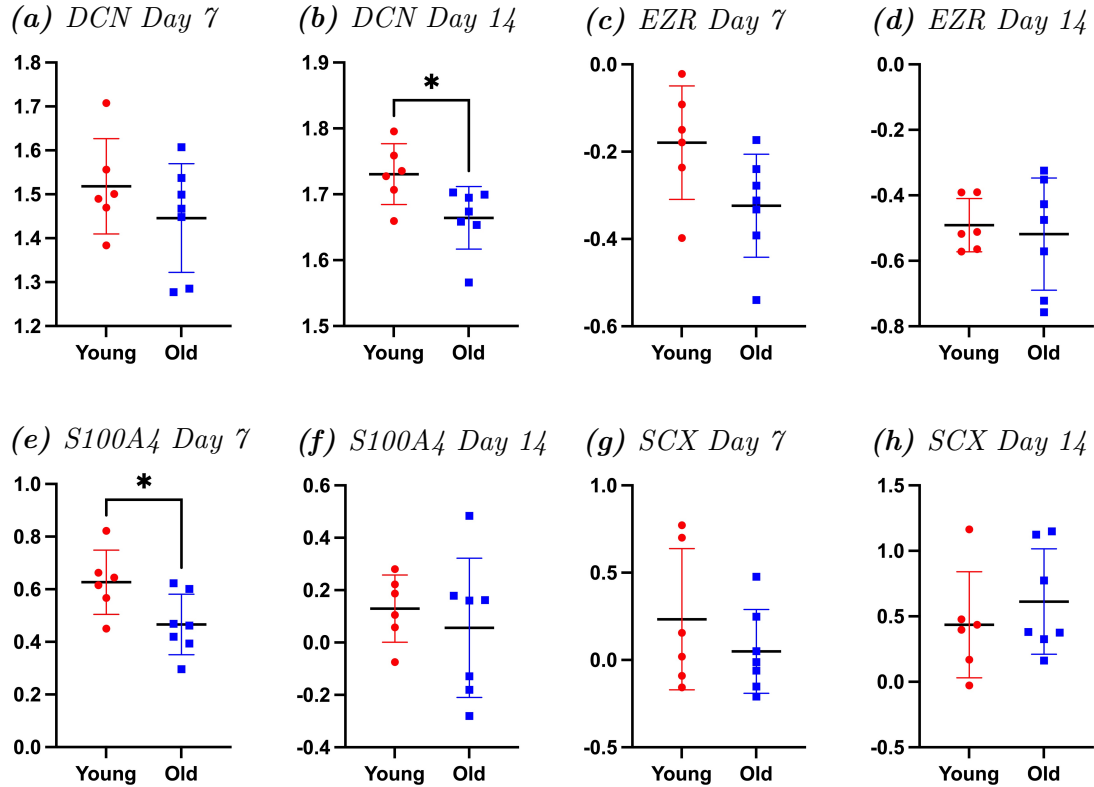 (a) DCN Day 7
(b) DCN Day 14
(c) EZR Day 7
(d) EZR Day 14
1.8
1.7
1.6
1.5
1.4
1.3
1.2
Young Old
1.9
1.8
1.7
1.6
1.5
*
Young Old
0.0
-0.2
-0.4
-0.6
Young Old
0.0
-0.2
-0.4
-0.6
-0.8
Young Old
(e) S100A4 Day 7
(f) S100A4 Day 14
(g) SCX Day 7
(h) SCX Day 14
1.0
0.8
0.6
0.4
0.2
0.0
*
Young Old
0.6
0.4
0.2
0.0
-0.2
-0.4
Young Old
1.0
0.5
0.0
-0.5
Young Old
1.5
1.0
0.5
0.0
-0.5
Young Old